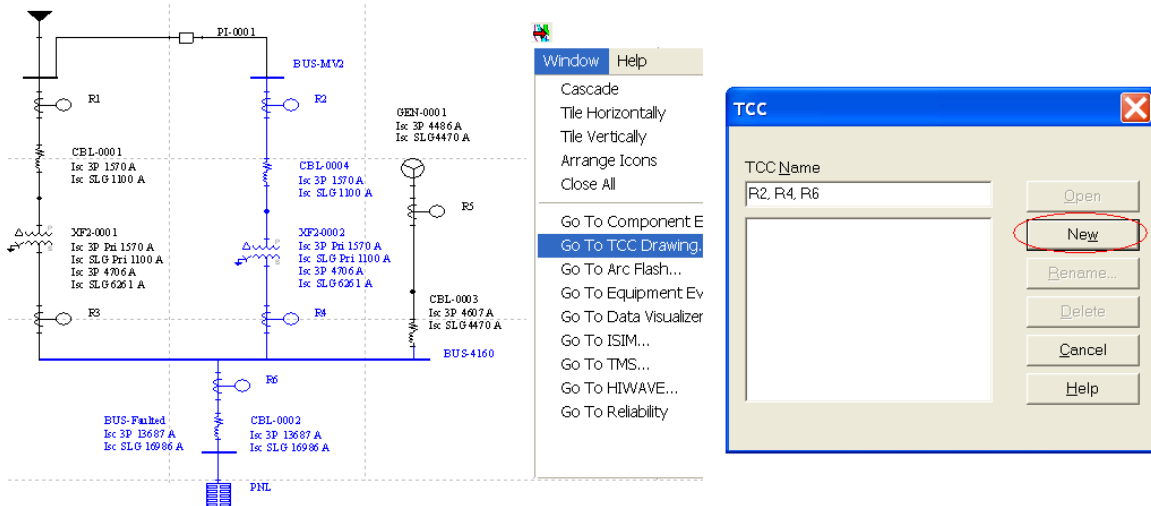 PI-0001
BUS-MV2
R1
R2
GEN-0001
Isc 3P 4486 A
Isc SLG4470 A
CBL-0001
Isc 3P 1570 A
Isc SLG 1100 A
CBL-0004
Isc 3P 1570 A
Isc SLG 1100 A
R5
XF2-0001
Isc 3P Pri 1570 A
Isc SLG Pri 1100 A
Isc 3P 4706 A
Isc SLG 6261 A
XF2-0002
Isc 3P Pri 1570 A
Isc SLG Pri 1100 A
Isc 3P 4706 A
Isc SLG 6261 A
R3
R4
CBL-0003
Isc 3P 4607 A
Isc SLG 4470 A
BUS-4160
R6
BUS-Faulted
Isc 3P 13687 A
Isc SLG 16986 A
CBL-0002
Isc 3P 13687 A
Isc SLG 16986 A
PNL
Window Help
Cascade
Tile Horizontally
Tile Vertically
Arrange Icons
Close All
Go To Component E
Go To TCC Drawing.
Go To Arc Flash...
Go To Equipment Ev
Go To Data Visualizer
Go To ISIM...
Go To TMS...
Go To HIWAVE...
Go To Reliability
TCC
TCC Name
R2, R4, R6
Open
New
Rename...
Delete
Cancel
Help